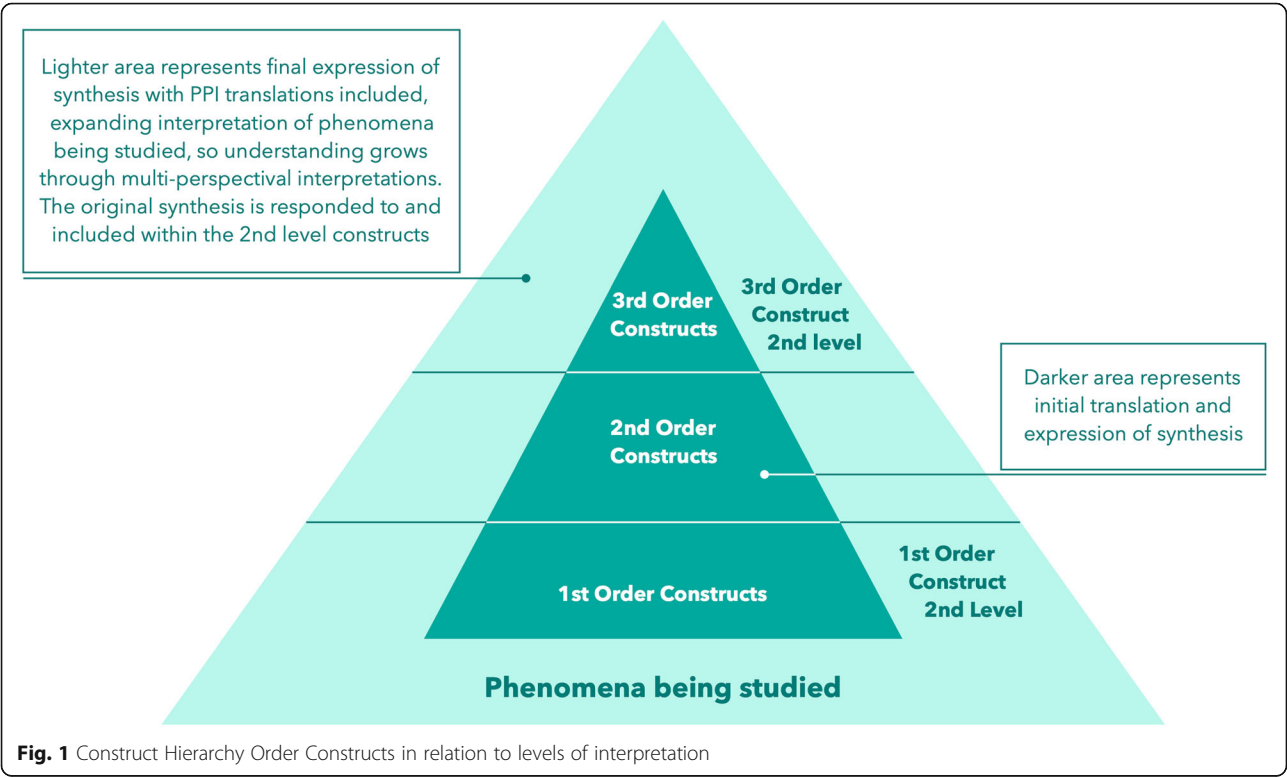 Lighter area represents final expression of
synthesis with PPI translations included,
expanding interpretation of phenomena
being studied, so understanding grows
through multi-perspectival interpretations.
The original synthesis is responded to and
included within the 2nd level constructs
3rd Order
Constructs
3rd Order
Construct
2nd level
Darker area represents
initial translation and
expression of synthesis
2nd Order
Constructs
1st Order Constructs
1st Order
Construct
2nd Level
Phenomena being studied
Fig. 1 Construct Hierarchy Order Constructs in relation to levels of interpretation